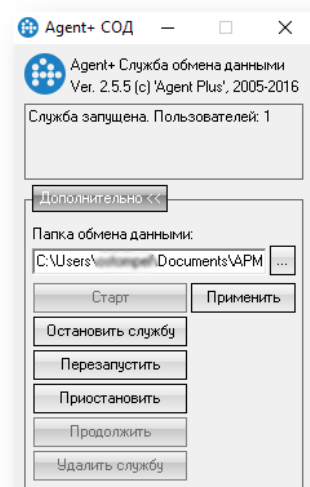 Agent+ СОД
Agent+ Служба обмена данными
Ver. 2.5.5 (c) 'Agent Plus', 2005-2016
Служба запущена. Пользователей: 1
Дополнительно <<
Папка обмена данными:
C:\Users\ \Documents\APM ...
Старт Применить
Остановить службу
Перезапустить
Приостановить
Продолжить
Удалить службу